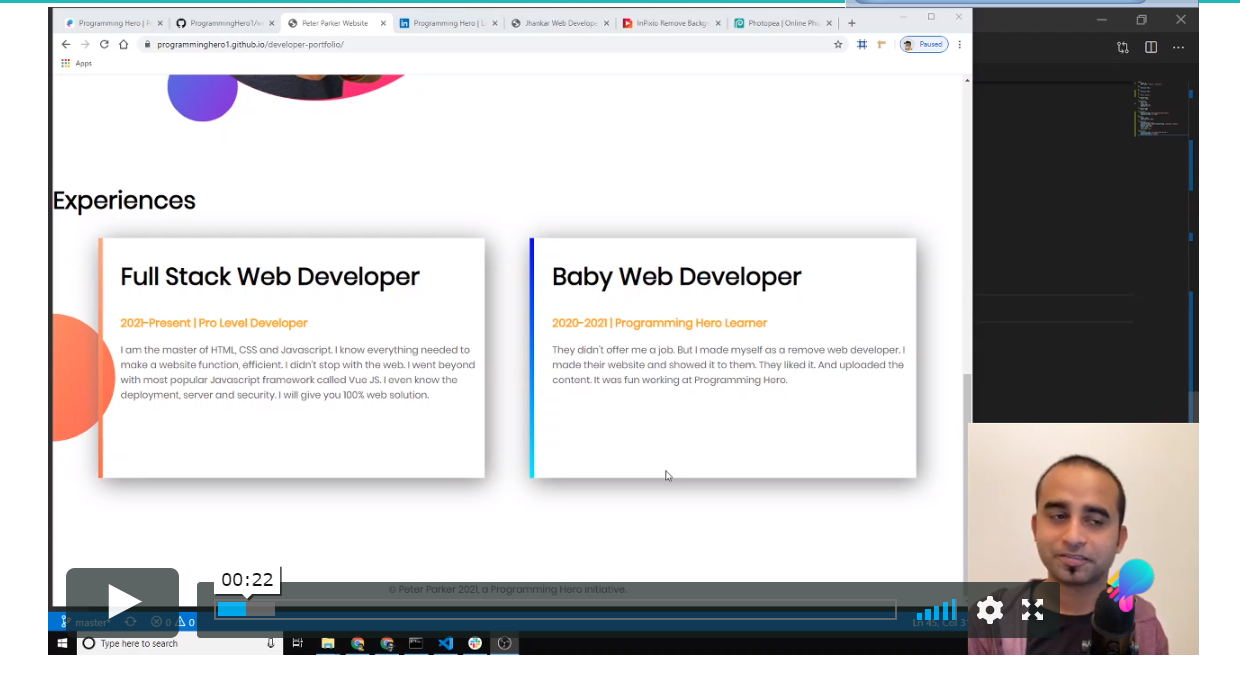 Programming Hero | F
ProgrammingHero1/w
Peter Parker Website
Programming Hero | L
Jhankar Web Develope
InPixio Remove Backg
Photopea | Online Ph
programminghero1.github.io/developer-portfolio/
Paused
Apps
Experiences
Full Stack Web Developer
2021-Present | Pro Level Developer
I am the master of HTML, CSS and Javascript. I know everything needed to
make a website function, efficient. I didn't stop with the web. I went beyond
with most popular Javascript framework called Vue JS. I even know the
deployment, server and security. I will give you 100% web solution.
Baby Web Developer
2020-2021 | Programming Hero Learner
They didn't offer me a job. But I made myself as a remove web developer. I
made their website and showed it to them. They liked it. And uploaded the
content. It was fun working at Programming Hero.
00:22
© Peter Parker 2021, a Programming Hero initiative.
master*
0
0
Ln 45, Col 3
Type here to search